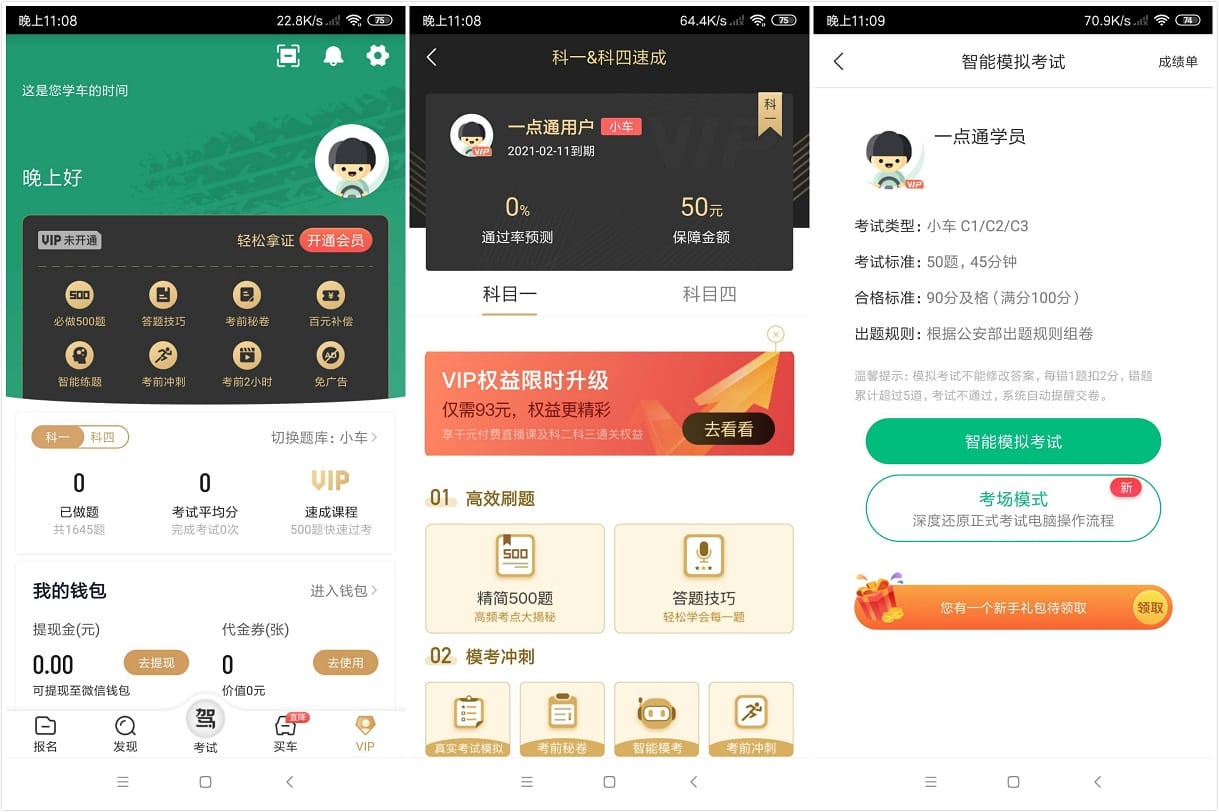 晚上11:08
22.8K/s
75
这是您学车的时间
晚上好
VIP 未开通
轻松拿证
开通会员
500
必做500题
答题技巧
考前秘卷
百元补偿
智能练题
考前冲刺
考前2小时
AD
免广告
科一
科四
切换题库：小车
0
0
VIP
已做题
考试平均分
速成课程
共1645题
完成考试0次
500题快速过考
我的钱包
进入钱包
提现金(元)
代金券(张)
0.00
去提现
0
去使用
可提现至微信钱包
价值0元
报名
发现
驾
考试
直降
买车
VIP
晚上11:08
64.4K/s
75
科一&科四速成
VIP
科一
一点通用户
小车
VIP
2021-02-11到期
0%
50元
通过率预测
保障金额
科目一
科目四
VIP权益限时升级
仅需93元，权益更精彩
享千元付费直播课及科二科三通关权益
去看看
01 高效刷题
500
精简500题
答题技巧
高频考点大揭秘
轻松学会每一题
02 模考冲刺
真实考试模拟
考前秘卷
智能模考
考前冲刺
晚上11:09
70.9K/s
74
智能模拟考试
成绩单
一点通学员
VIP
考试类型：小车 C1/C2/C3
考试标准：50题，45分钟
合格标准：90分及格（满分100分）
出题规则：根据公安部出题规则组卷
温馨提示：模拟考试不能修改答案，每错1题扣2分，错题
累计超过5道，考试不通过，系统自动提醒交卷。
智能模拟考试
新
考场模式
深度还原正式考试电脑操作流程
您有一个新手礼包待领取
领取